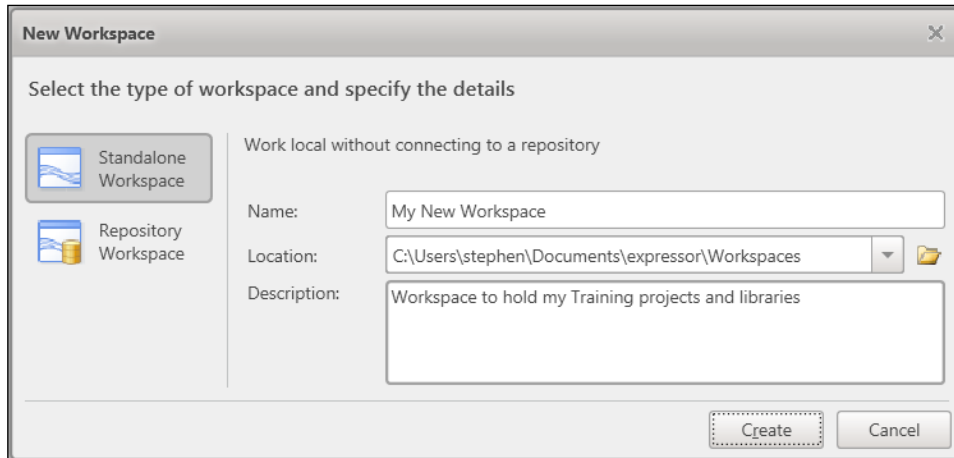 New Workspace
Select the type of workspace and specify the details
Standalone
Workspace
Repository
Workspace
Work local without connecting to a repository
Name:
My New Workspace
Location:
C:\Users\stephen\Documents\expressor\Workspaces
Description:
Workspace to hold my Training projects and libraries
Create
Cancel